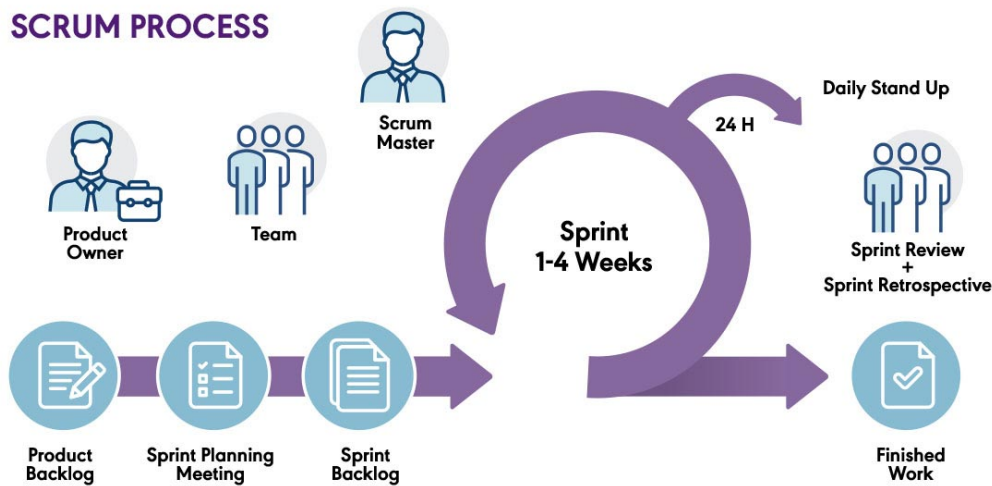 SCRUM PROCESS
Scrum
Master
Product
Owner
Team
Daily Stand Up
24 H
Sprint
1-4 Weeks
Sprint Review
+
Sprint Retrospective
Product
Backlog
Sprint Planning
Meeting
Sprint
Backlog
Finished
Work